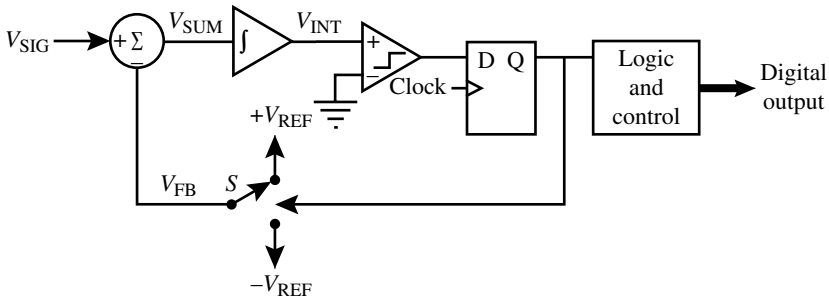 V_SIG
+ Σ
−
V_SUM
∫
V_INT
+
−
Clock
D Q
Logic
and
control
Digital
output
+V_REF
V_FB
S
−V_REF